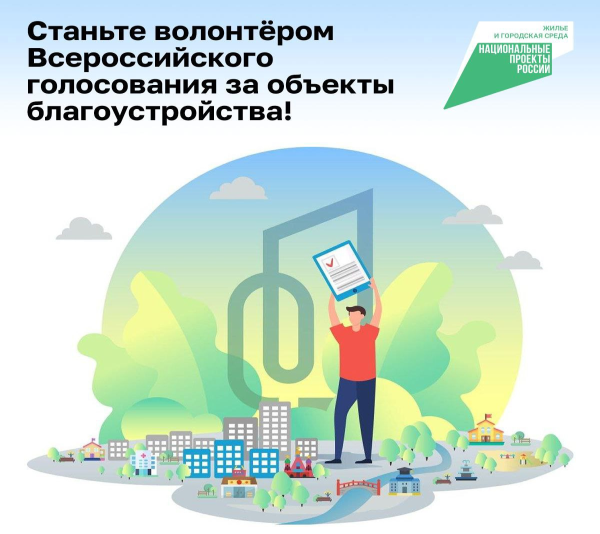 Станьте волонтёром
Всероссийского
голосования за объекты
благоустройства!
ЖИЛЬЕ
И ГОРОДСКАЯ СРЕДА
НАЦИОНАЛЬНЫЕ
ПРОЕКТЫ
РОССИИ